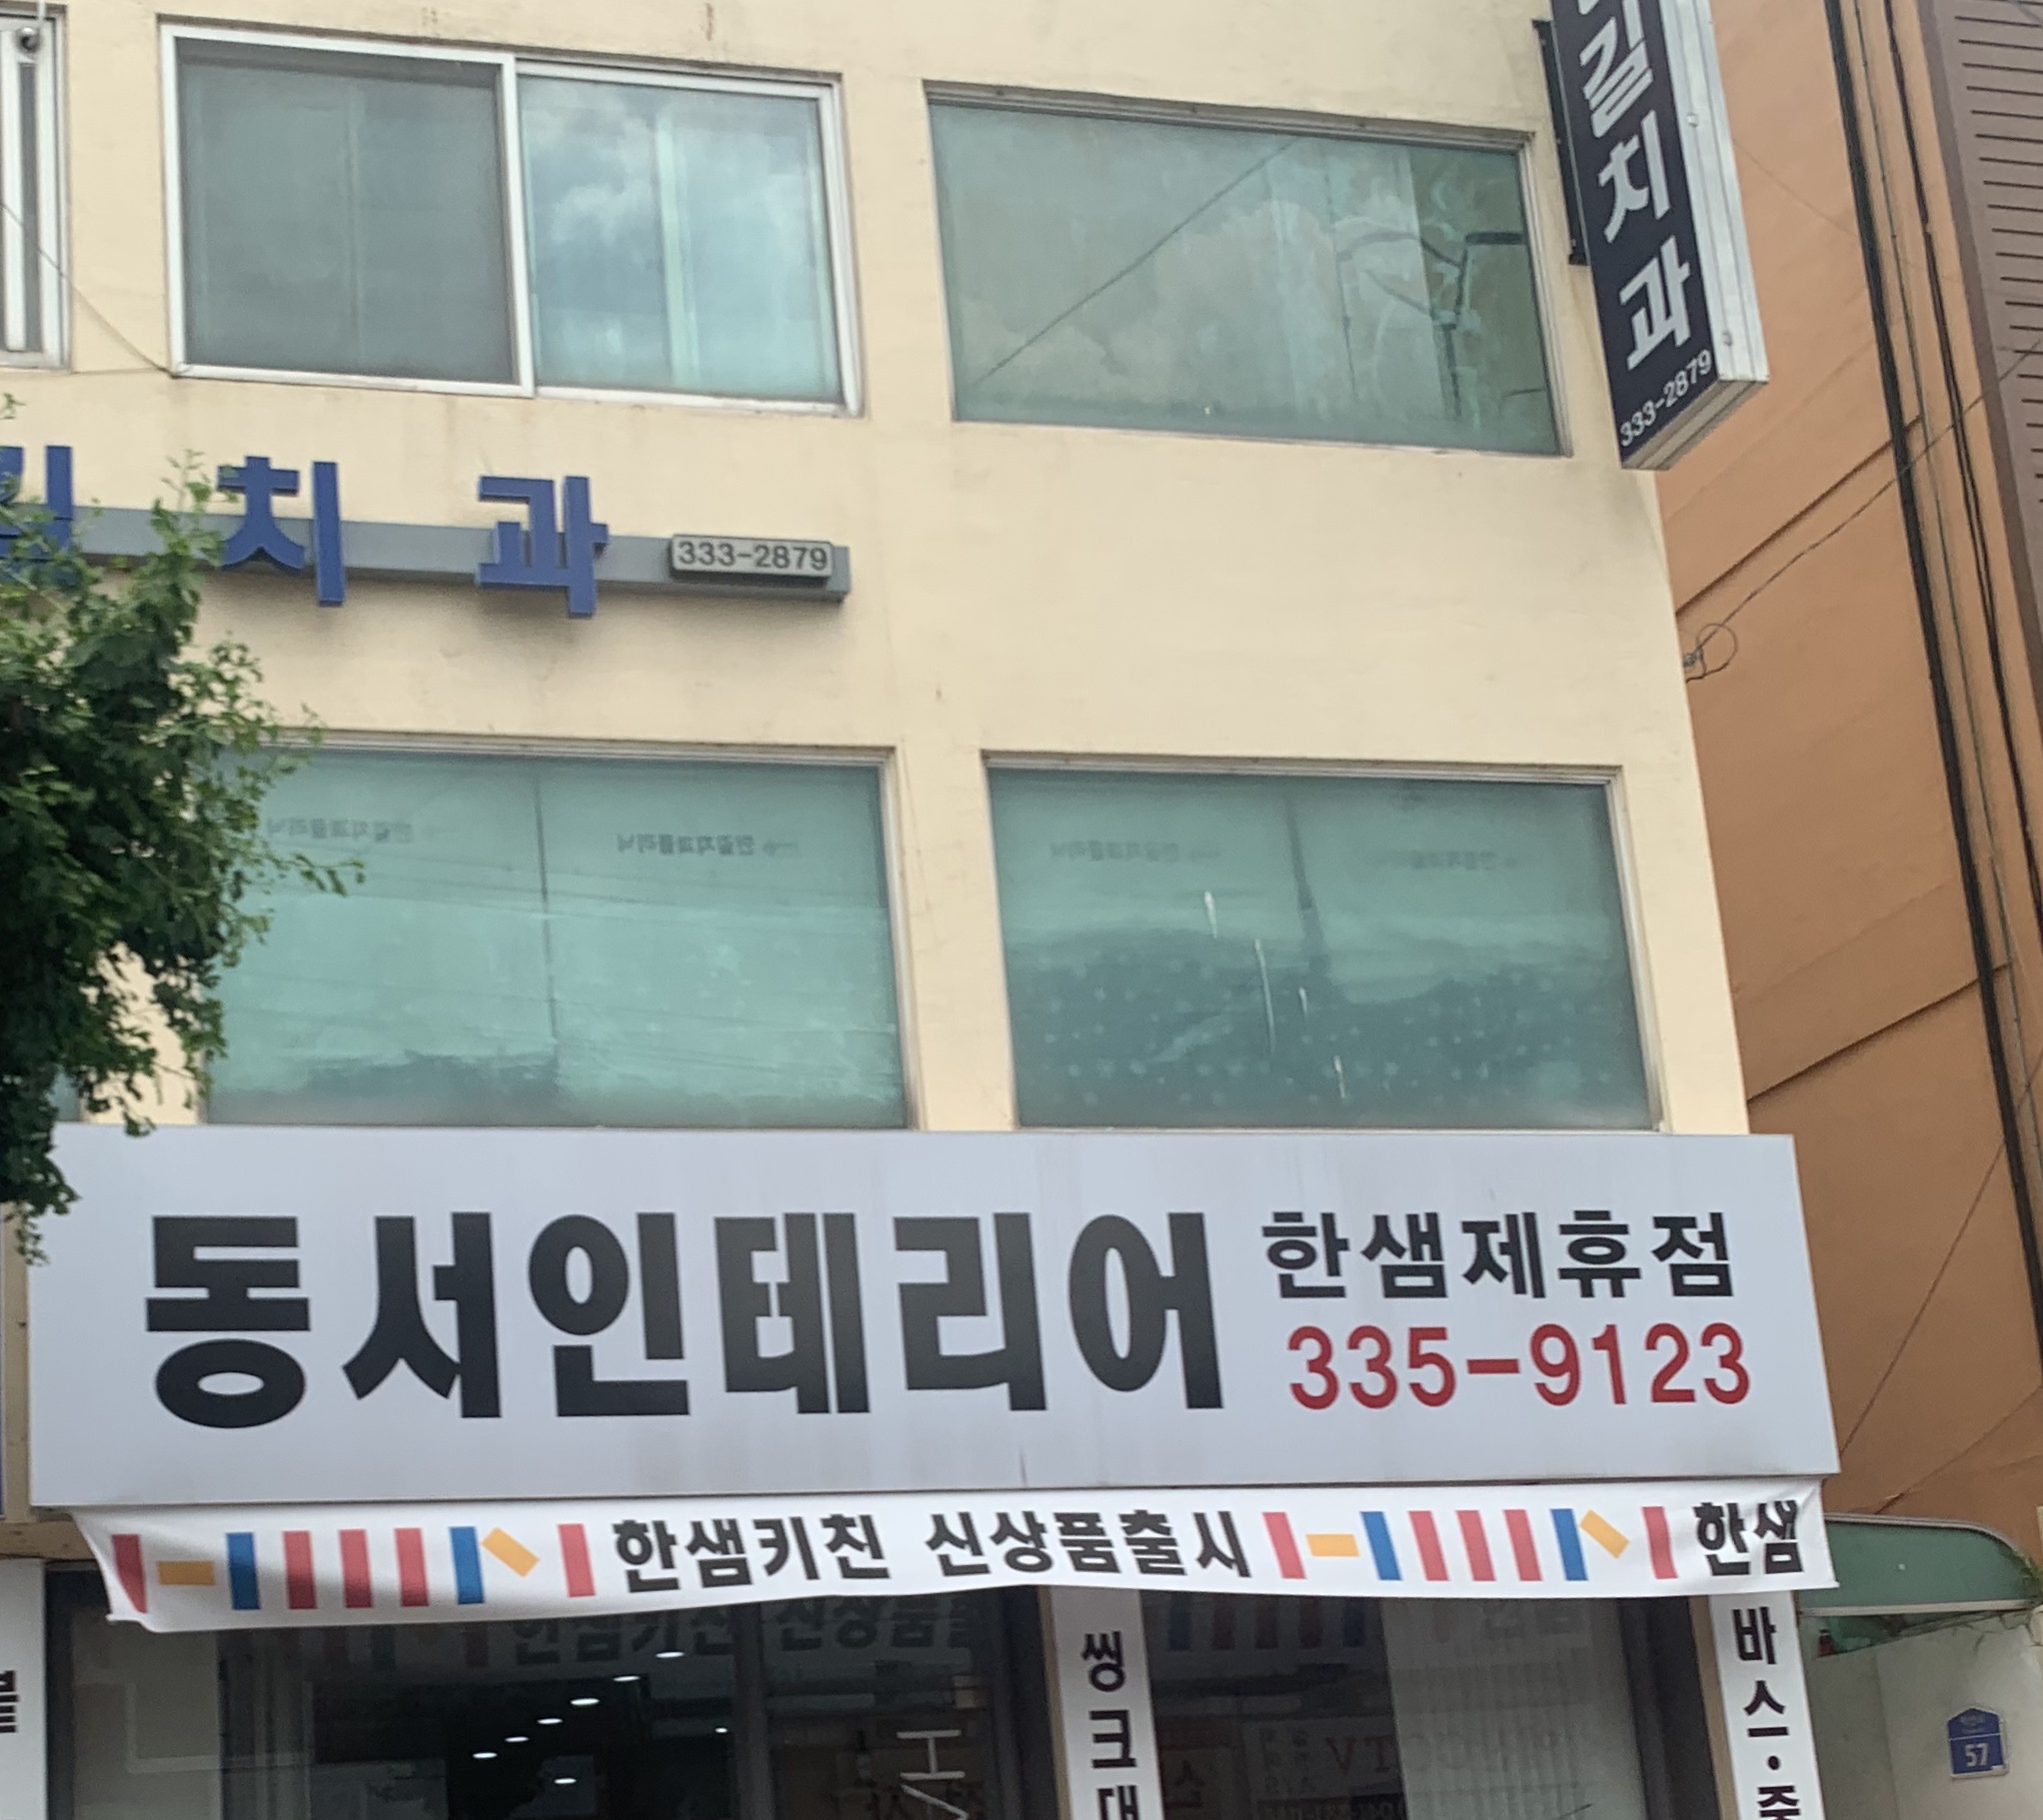 길치과
333-2879
치과
333-2879
동서인테리어
한샘제휴점
335-9123
한샘키친 신상품출시
한샘
씽크대
바스·중
57